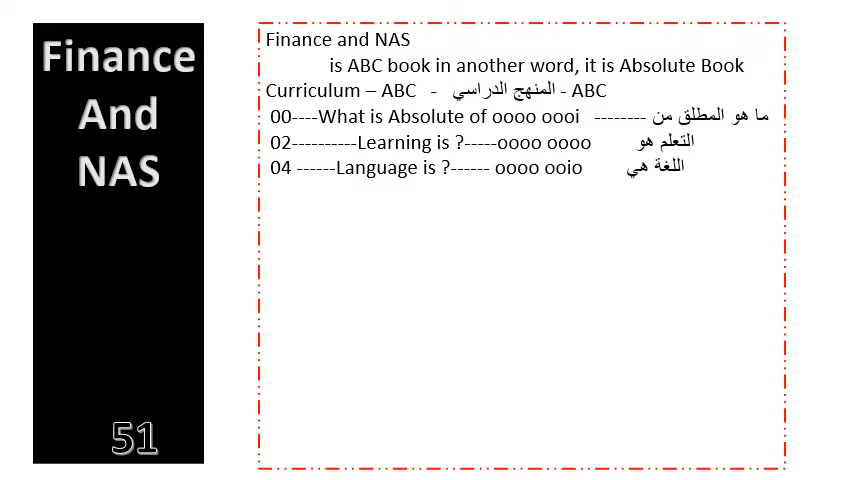 Finance
And
NAS
51
Finance and NAS
is ABC book in another word, it is Absolute Book
Curriculum – ABC - المنهج الدراسي - ABC
00----What is Absolute of oooo oooi -------- ما هو المطلق من
02----------Learning is ?-----oooo oooo التعلم هو
04 ------Language is ?------ oooo ooio اللغة هي